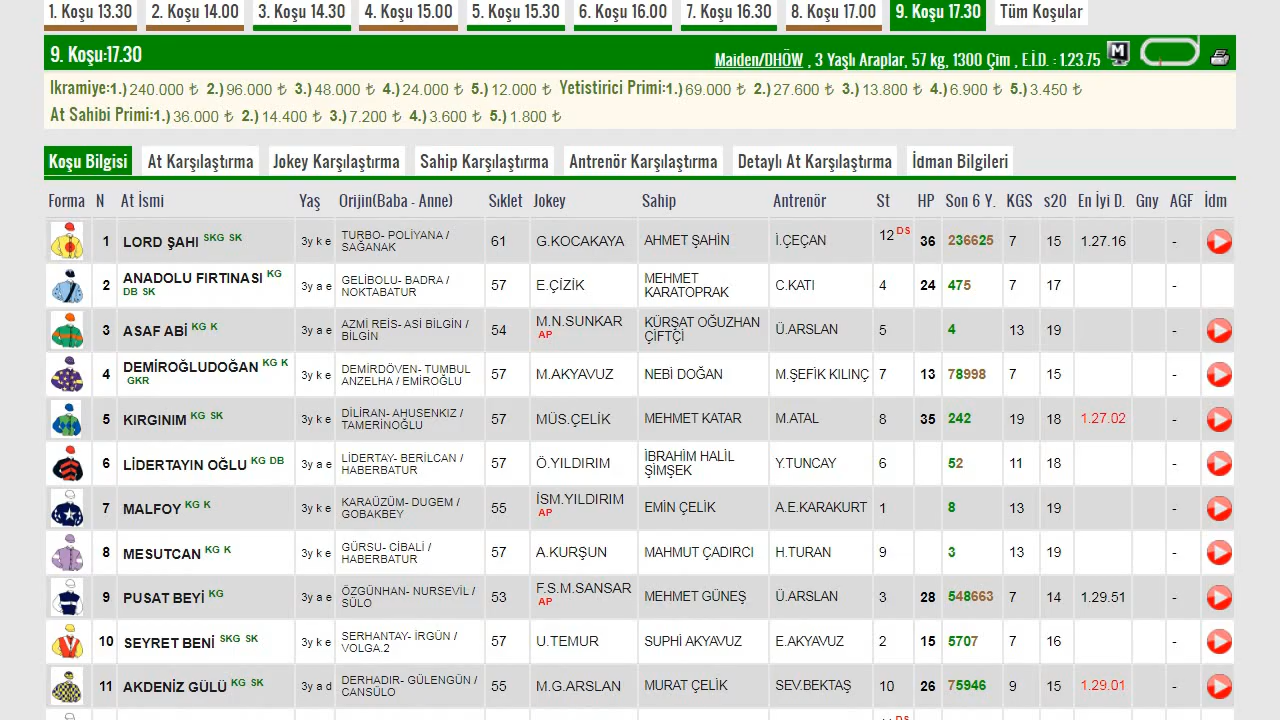 1. Koşu 13.30 2. Koşu 14.00 3. Koşu 14.30 4. Koşu 15.00 5. Koşu 15.30 6. Koşu 16.00 7. Koşu 16.30 8. Koşu 17.00 9. Koşu 17.30 Tüm Koşular
9. Koşu:17.30 Maiden/DHÖW , 3 Yaşlı Araplar, 57 kg, 1300 Çim , E.İ.D. : 1.23.75 M
Ikramiye:1.) 240.000 ₺ 2.) 96.000 ₺ 3.) 48.000 ₺ 4.) 24.000 ₺ 5.) 12.000 ₺ Yetistirici Primi:1.) 69.000 ₺ 2.) 27.600 ₺ 3.) 13.800 ₺ 4.) 6.900 ₺ 5.) 3.450 ₺
At Sahibi Primi:1.) 36.000 ₺ 2.) 14.400 ₺ 3.) 7.200 ₺ 4.) 3.600 ₺ 5.) 1.800 ₺
Koşu Bilgisi At Karşılaştırma Jokey Karşılaştırma Sahip Karşılaştırma Antrenör Karşılaştırma Detaylı At Karşılaştırma İdman Bilgileri
Forma N At İsmi Yaş Orijin(Baba - Anne) Sıklet Jokey Sahip Antrenör St HP Son 6 Y. KGS s20 En İyi D. Gny AGF İdm
1 LORD ŞAHI SKG SK 3y k e TURBO- POLİYANA / SAĞANAK 61 G.KOCAKAYA AHMET ŞAHİN İ.ÇEÇAN 12 DS 36 236625 7 15 1.27.16 -
2 ANADOLU FIRTINASI KG DB SK 3y a e GELİBOLU- BADRA / NOKTABATUR 57 E.ÇİZİK MEHMET KARATOPRAK C.KATI 4 24 475 7 17 -
3 ASAF ABİ KG K 3y a e AZMİ REİS- ASİ BİLGİN / BİLGİN 54 M.N.SUNKAR AP KÜRŞAT OĞUZHAN ÇİFTÇİ Ü.ARSLAN 5 4 13 19 -
4 DEMİROĞLUDOĞAN KG K GKR 3y k e DEMİRDÖVEN- TUMBUL ANZELHA / EMİROĞLU 57 M.AKYAVUZ NEBİ DOĞAN M.ŞEFİK KILINÇ 7 13 78998 7 15 -
5 KIRGINIM KG SK 3y k e DİLİRAN- AHUSENKIZ / TAMERİNOĞLU 57 MÜS.ÇELİK MEHMET KATAR M.ATAL 8 35 242 19 18 1.27.02 -
6 LİDERTAYIN OĞLU KG DB 3y a e LİDERTAY- BERİLCAN / HABERBATUR 57 Ö.YILDIRIM İBRAHİM HALİL ŞİMŞEK Y.TUNCAY 6 52 11 18 -
7 MALFOY KG K 3y k e KARAÜZÜM- DUGEM / GOBAKBEY 55 İSM.YILDIRIM AP EMİN ÇELİK A.E.KARAKURT 1 8 13 19 -
8 MESUTCAN KG K 3y k e GÜRSU- CİBALİ / HABERBATUR 57 A.KURŞUN MAHMUT ÇADIRCI H.TURAN 9 3 13 19 -
9 PUSAT BEYİ KG 3y a e ÖZGÜNHAN- NURSEVİL / SÜLO 53 F.S.M.SANSAR AP MEHMET GÜNEŞ Ü.ARSLAN 3 28 548663 7 14 1.29.51 -
10 SEYRET BENİ SKG SK 3y k e SERHANTAY- İRGÜN / VOLGA.2 57 U.TEMUR SUPHİ AKYAVUZ E.AKYAVUZ 2 15 5707 7 16 -
11 AKDENİZ GÜLÜ KG SK 3y a d DERHADIR- GÜLENGÜN / CANSÜLO 55 M.G.ARSLAN MURAT ÇELİK SEV.BEKTAŞ 10 26 75946 9 15 1.29.01 -